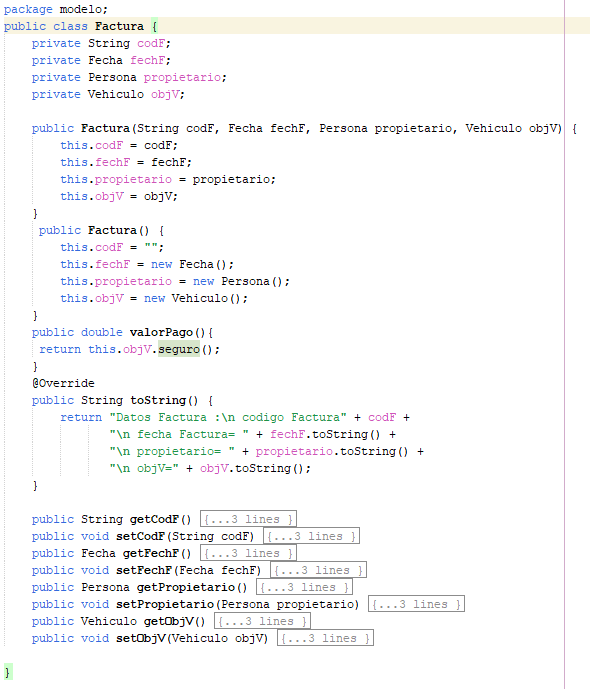 package modelo;
public class Factura {
    private String codF;
    private Fecha fechF;
    private Persona propietario;
    private Vehiculo objV;

    public Factura(String codF, Fecha fechF, Persona propietario, Vehiculo objV) {
        this.codF = codF;
        this.fechF = fechF;
        this.propietario = propietario;
        this.objV = objV;
    }
     public Factura() {
        this.codF = "";
        this.fechF = new Fecha();
        this.propietario = new Persona();
        this.objV = new Vehiculo();
    }
    public double valorPago(){
     return this.objV.seguro();
    }
    @Override
    public String toString() {
        return "Datos Factura :\n codigo Factura" + codF +
               "\n fecha Factura= " + fechF.toString() +
               "\n propietario= " + propietario.toString() +
               "\n objV=" + objV.toString();
    }

    public String getCodF() {...3 lines }
    public void setCodF(String codF) {...3 lines }
    public Fecha getFechF() {...3 lines }
    public void setFechF(Fecha fechF) {...3 lines }
    public Persona getPropietario() {...3 lines }
    public void setPropietario(Persona propietario) {...3 lines }
    public Vehiculo getObjV() {...3 lines }
    public void setObjV(Vehiculo objV) {...3 lines }

}